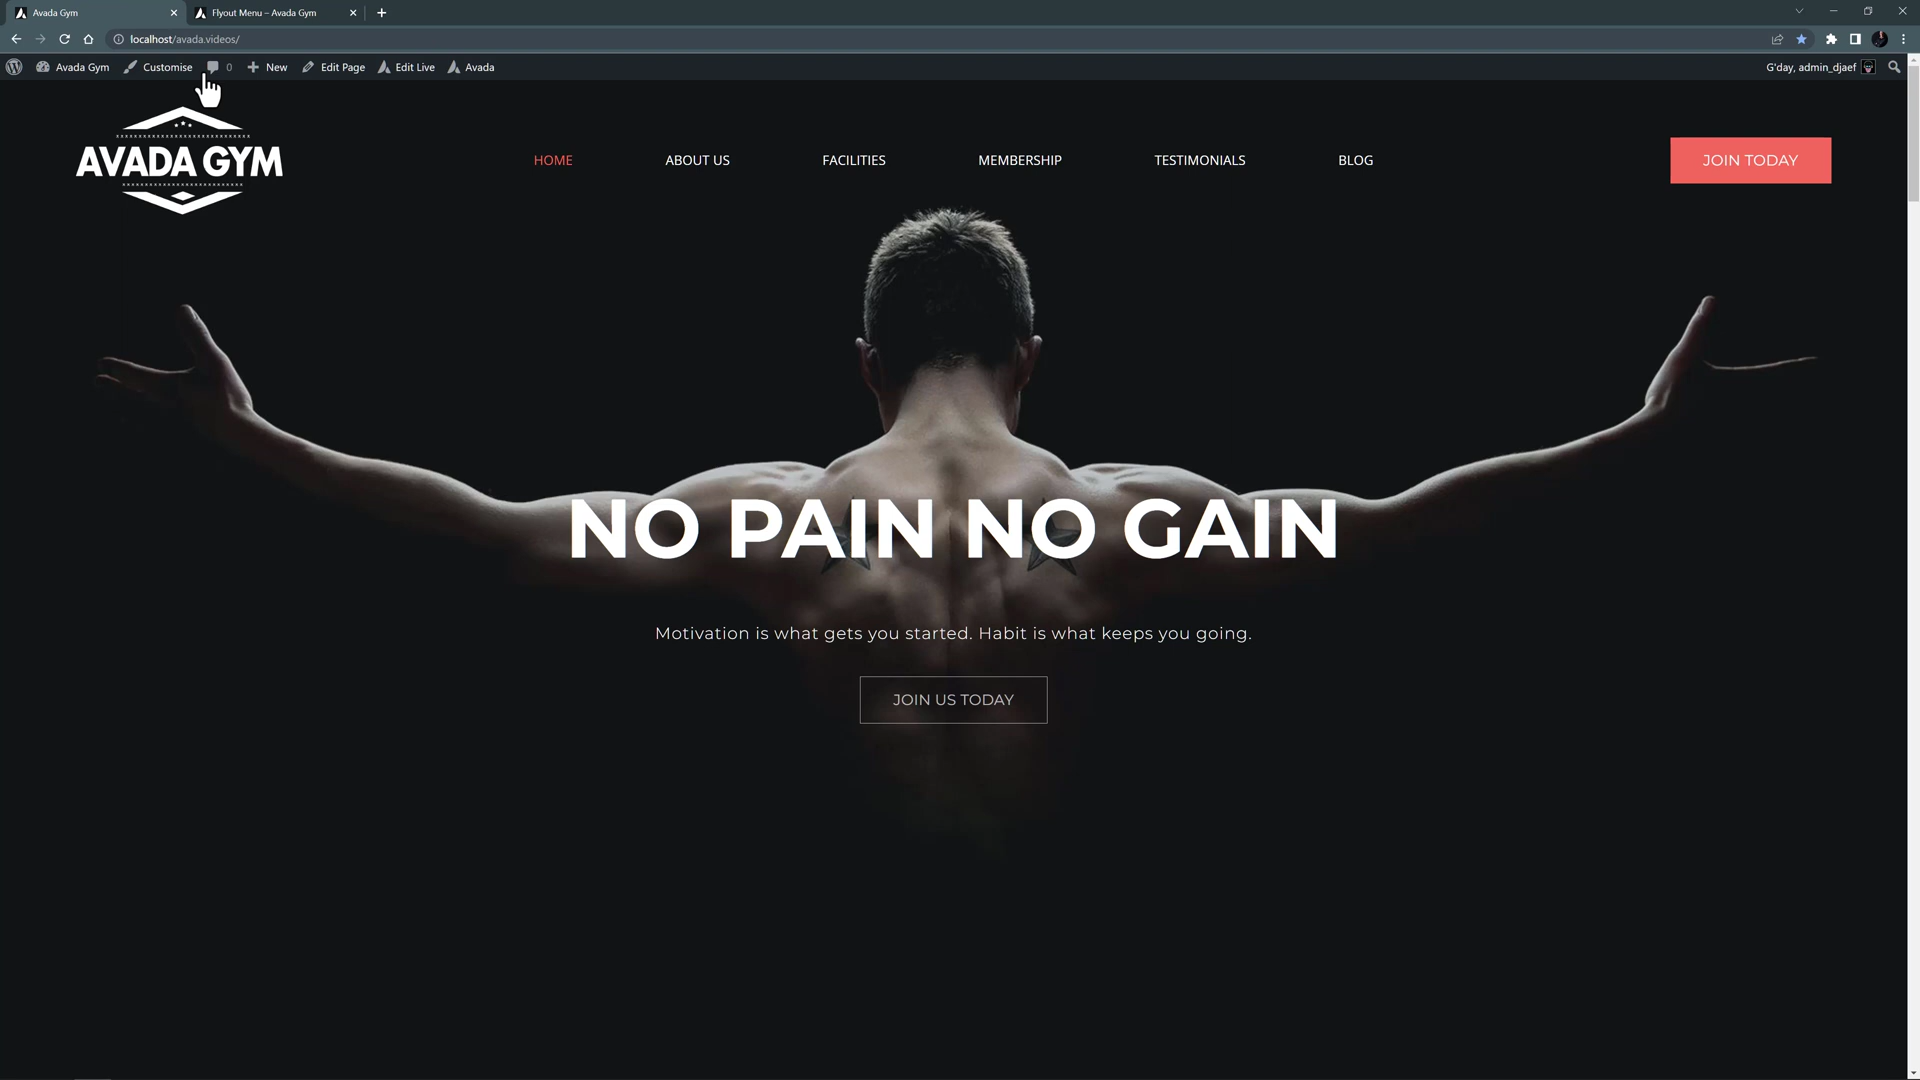 Avada Gym
Flyout Menu – Avada Gym
localhost/avada.videos/
Avada Gym Customise 0 New Edit Page Edit Live Avada
G'day, admin_djaef
AVADA GYM
HOME ABOUT US FACILITIES MEMBERSHIP TESTIMONIALS BLOG
JOIN TODAY
NO PAIN NO GAIN
Motivation is what gets you started. Habit is what keeps you going.
JOIN US TODAY